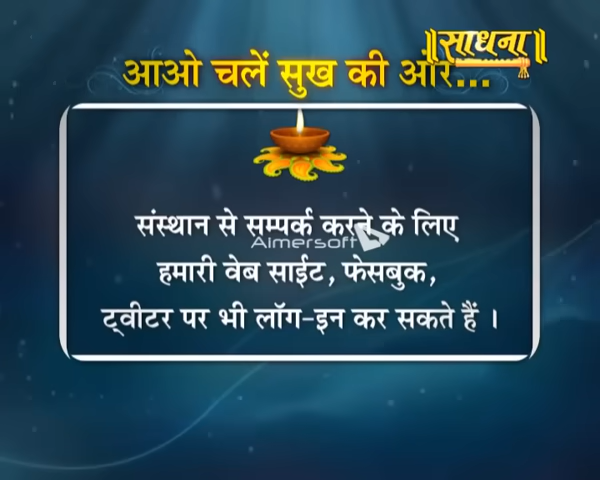 ॥साधना॥
आओ चलें सुख की ओर...
संस्थान से सम्पर्क करने के लिए
Aimersoft
हमारी वेब साईट, फेसबुक,
ट्वीटर पर भी लॉग-इन कर सकते हैं ।